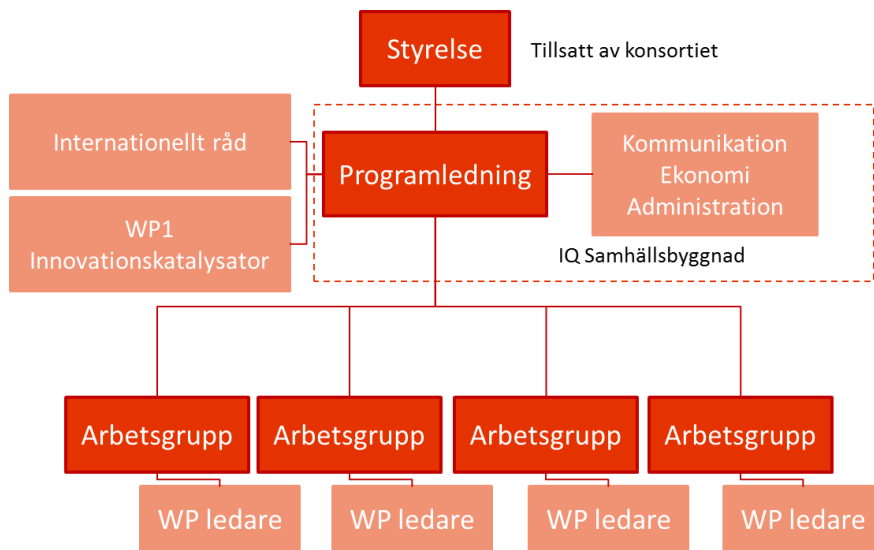 Styrelse
Tillsatt av konsortiet
Internationellt råd
Programledning
Kommunikation
Ekonomi
Administration
WP1
Innovationskatalysator
IQ Samhällsbyggnad
Arbetsgrupp
Arbetsgrupp
Arbetsgrupp
Arbetsgrupp
WP ledare
WP ledare
WP ledare
WP ledare